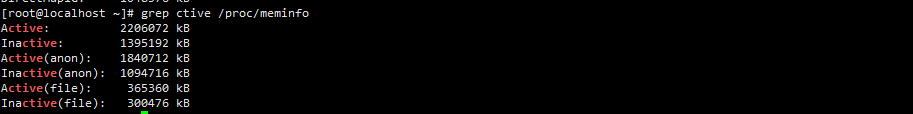 [root@localhost ~]# grep ctive /proc/meminfo
Active:          2206072 kB
Inactive:        1395192 kB
Active(anon):    1840712 kB
Inactive(anon):  1094716 kB
Active(file):     365360 kB
Inactive(file):   300476 kB